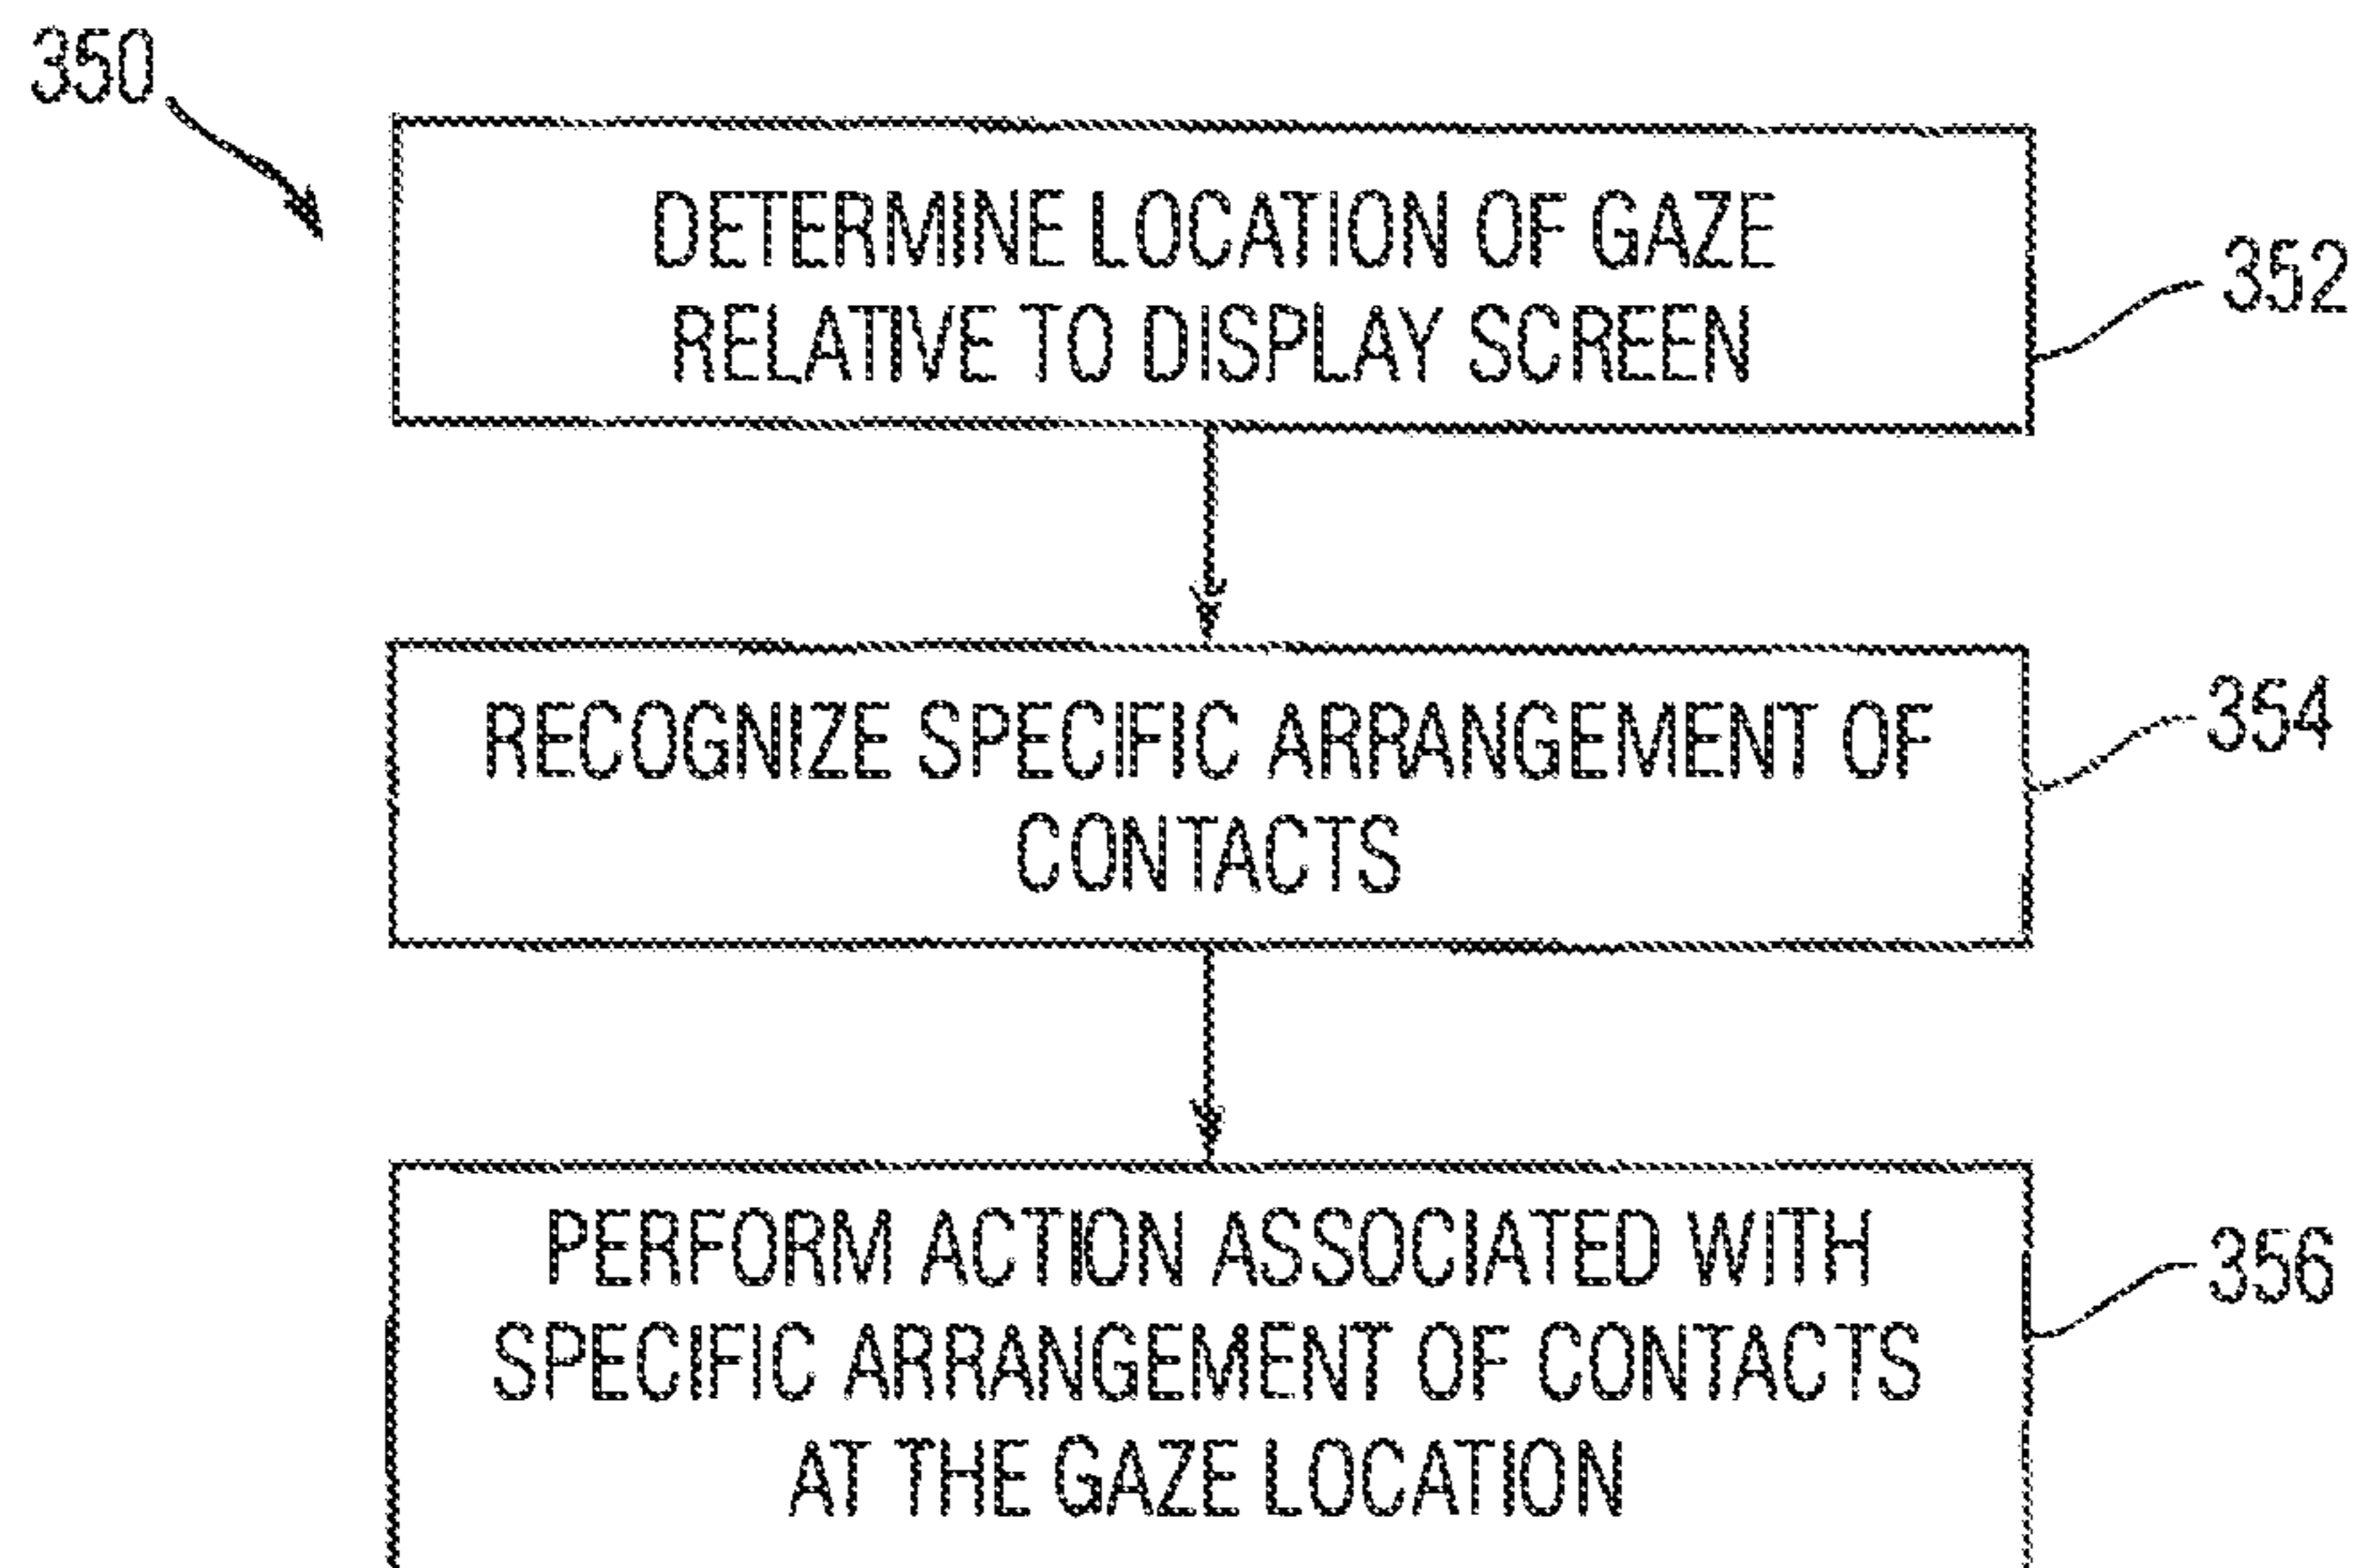 350
DETERMINE LOCATION OF GAZE
RELATIVE TO DISPLAY SCREEN
352
RECOGNIZE SPECIFIC ARRANGEMENT OF
CONTACTS
354
PERFORM ACTION ASSOCIATED WITH
SPECIFIC ARRANGEMENT OF CONTACTS
AT THE GAZE LOCATION
356